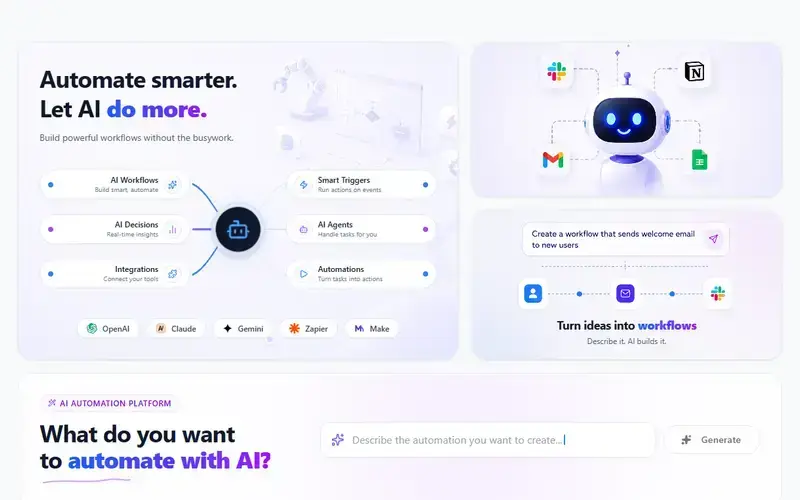 Automate smarter.
Let AI do more.
Build powerful workflows without the busywork.
AI Workflows
Build smart, automate
AI Decisions
Real-time insights
Integrations
Connect your tools
Smart Triggers
Run actions on events
AI Agents
Handle tasks for you
Automations
Turn tasks into actions
OpenAI
Claude
Gemini
Zapier
Make
Create a workflow that sends welcome email
to new users
Turn ideas into workflows
Describe it. AI builds it.
AI AUTOMATION PLATFORM
What do you want
to automate with AI?
Describe the automation you want to create...
Generate